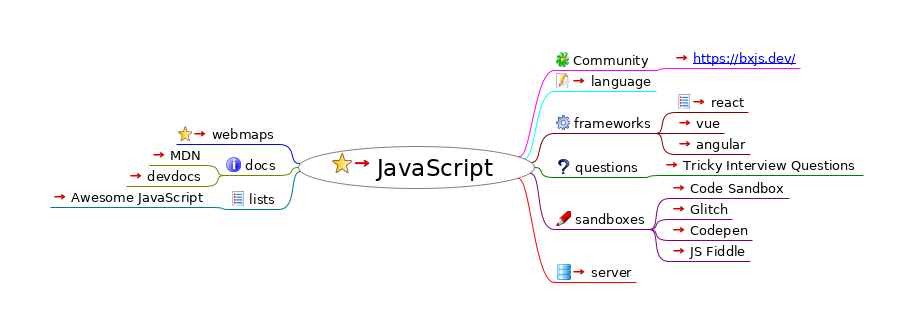 JavaScript
webmaps
docs
MDN
devdocs
lists
Awesome JavaScript
Community
https://bxjs.dev/
language
frameworks
react
vue
angular
questions
Tricky Interview Questions
sandboxes
Code Sandbox
Glitch
Codepen
JS Fiddle
server